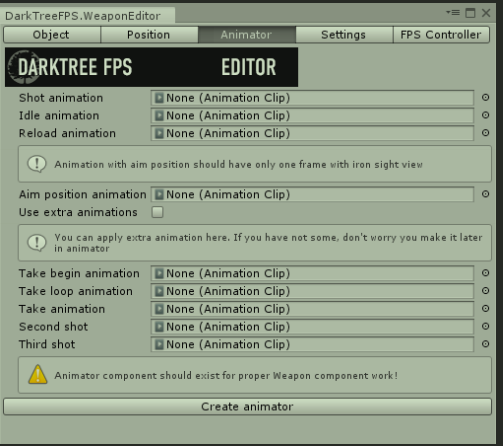 DarkTreeFPS.WeaponEditor
Object Position Animator Settings FPS Controller
DARKTREE FPS EDITOR
Shot animation None (Animation Clip)
Idle animation None (Animation Clip)
Reload animation None (Animation Clip)
Animation with aim position should have only one frame with iron sight view
Aim position animation None (Animation Clip)
Use extra animations
You can apply extra animation here. If you have not some, don't worry you make it later
in animator
Take begin animation None (Animation Clip)
Take loop animation None (Animation Clip)
Take animation None (Animation Clip)
Second shot None (Animation Clip)
Third shot None (Animation Clip)
Animator component should exist for proper Weapon component work!
Create animator